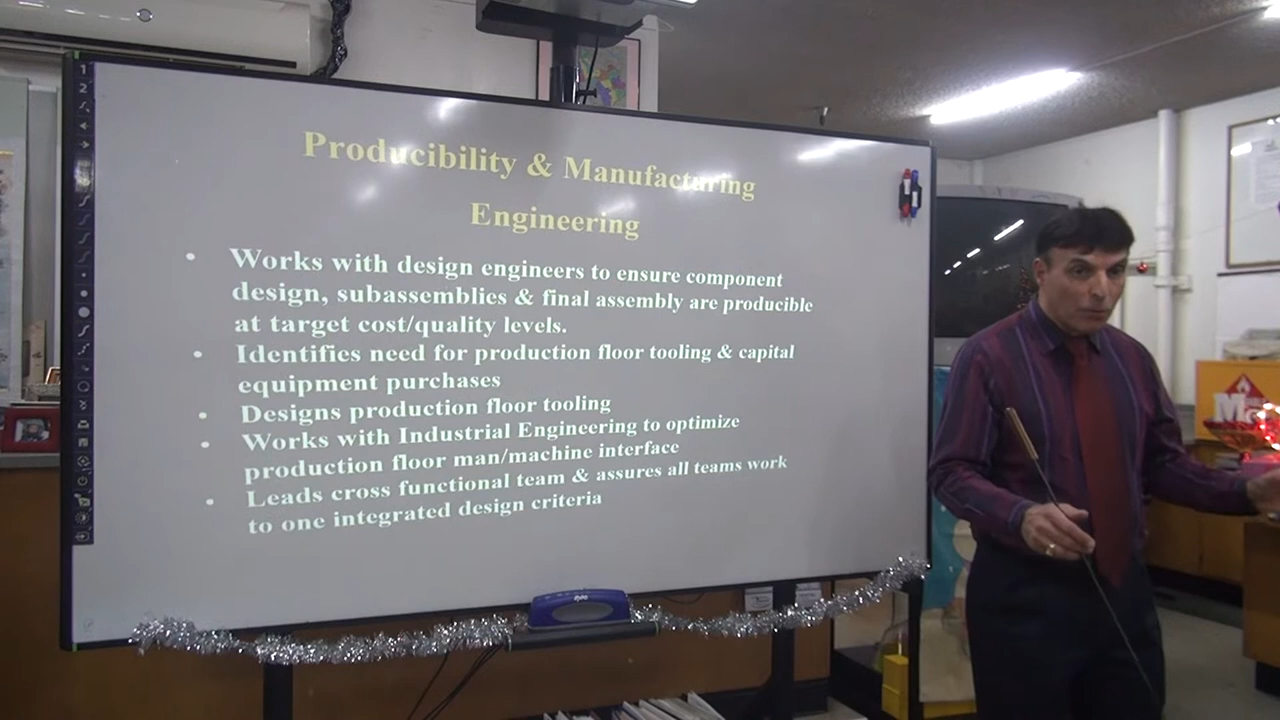 Producibility & Manufacturing
Engineering
• Works with design engineers to ensure component
design, subassemblies & final assembly are producible
at target cost/quality levels.
• Identifies need for production floor tooling & capital
equipment purchases
• Designs production floor tooling
• Works with Industrial Engineering to optimize
production floor man/machine interface
• Leads cross functional team & assures all teams work
to one integrated design criteria
1
2